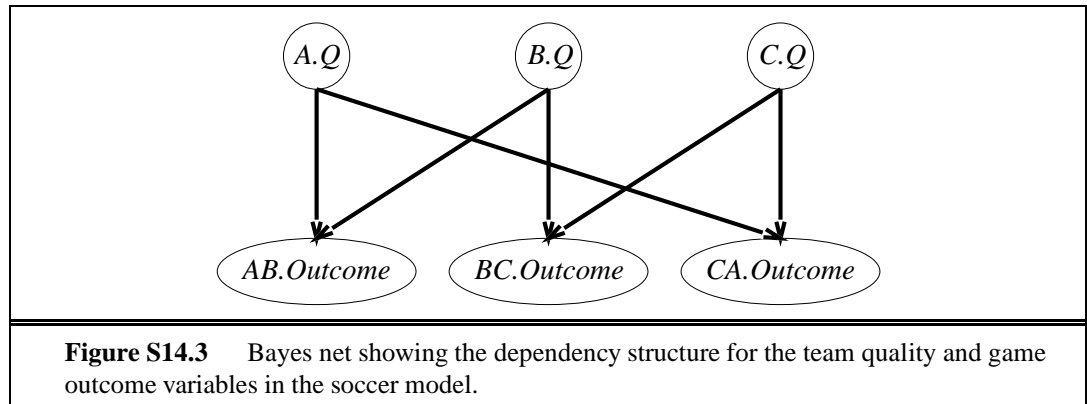 A.Q B.Q C.Q
AB.Outcome BC.Outcome CA.Outcome
Figure S14.3 Bayes net showing the dependency structure for the team quality and game
outcome variables in the soccer model.